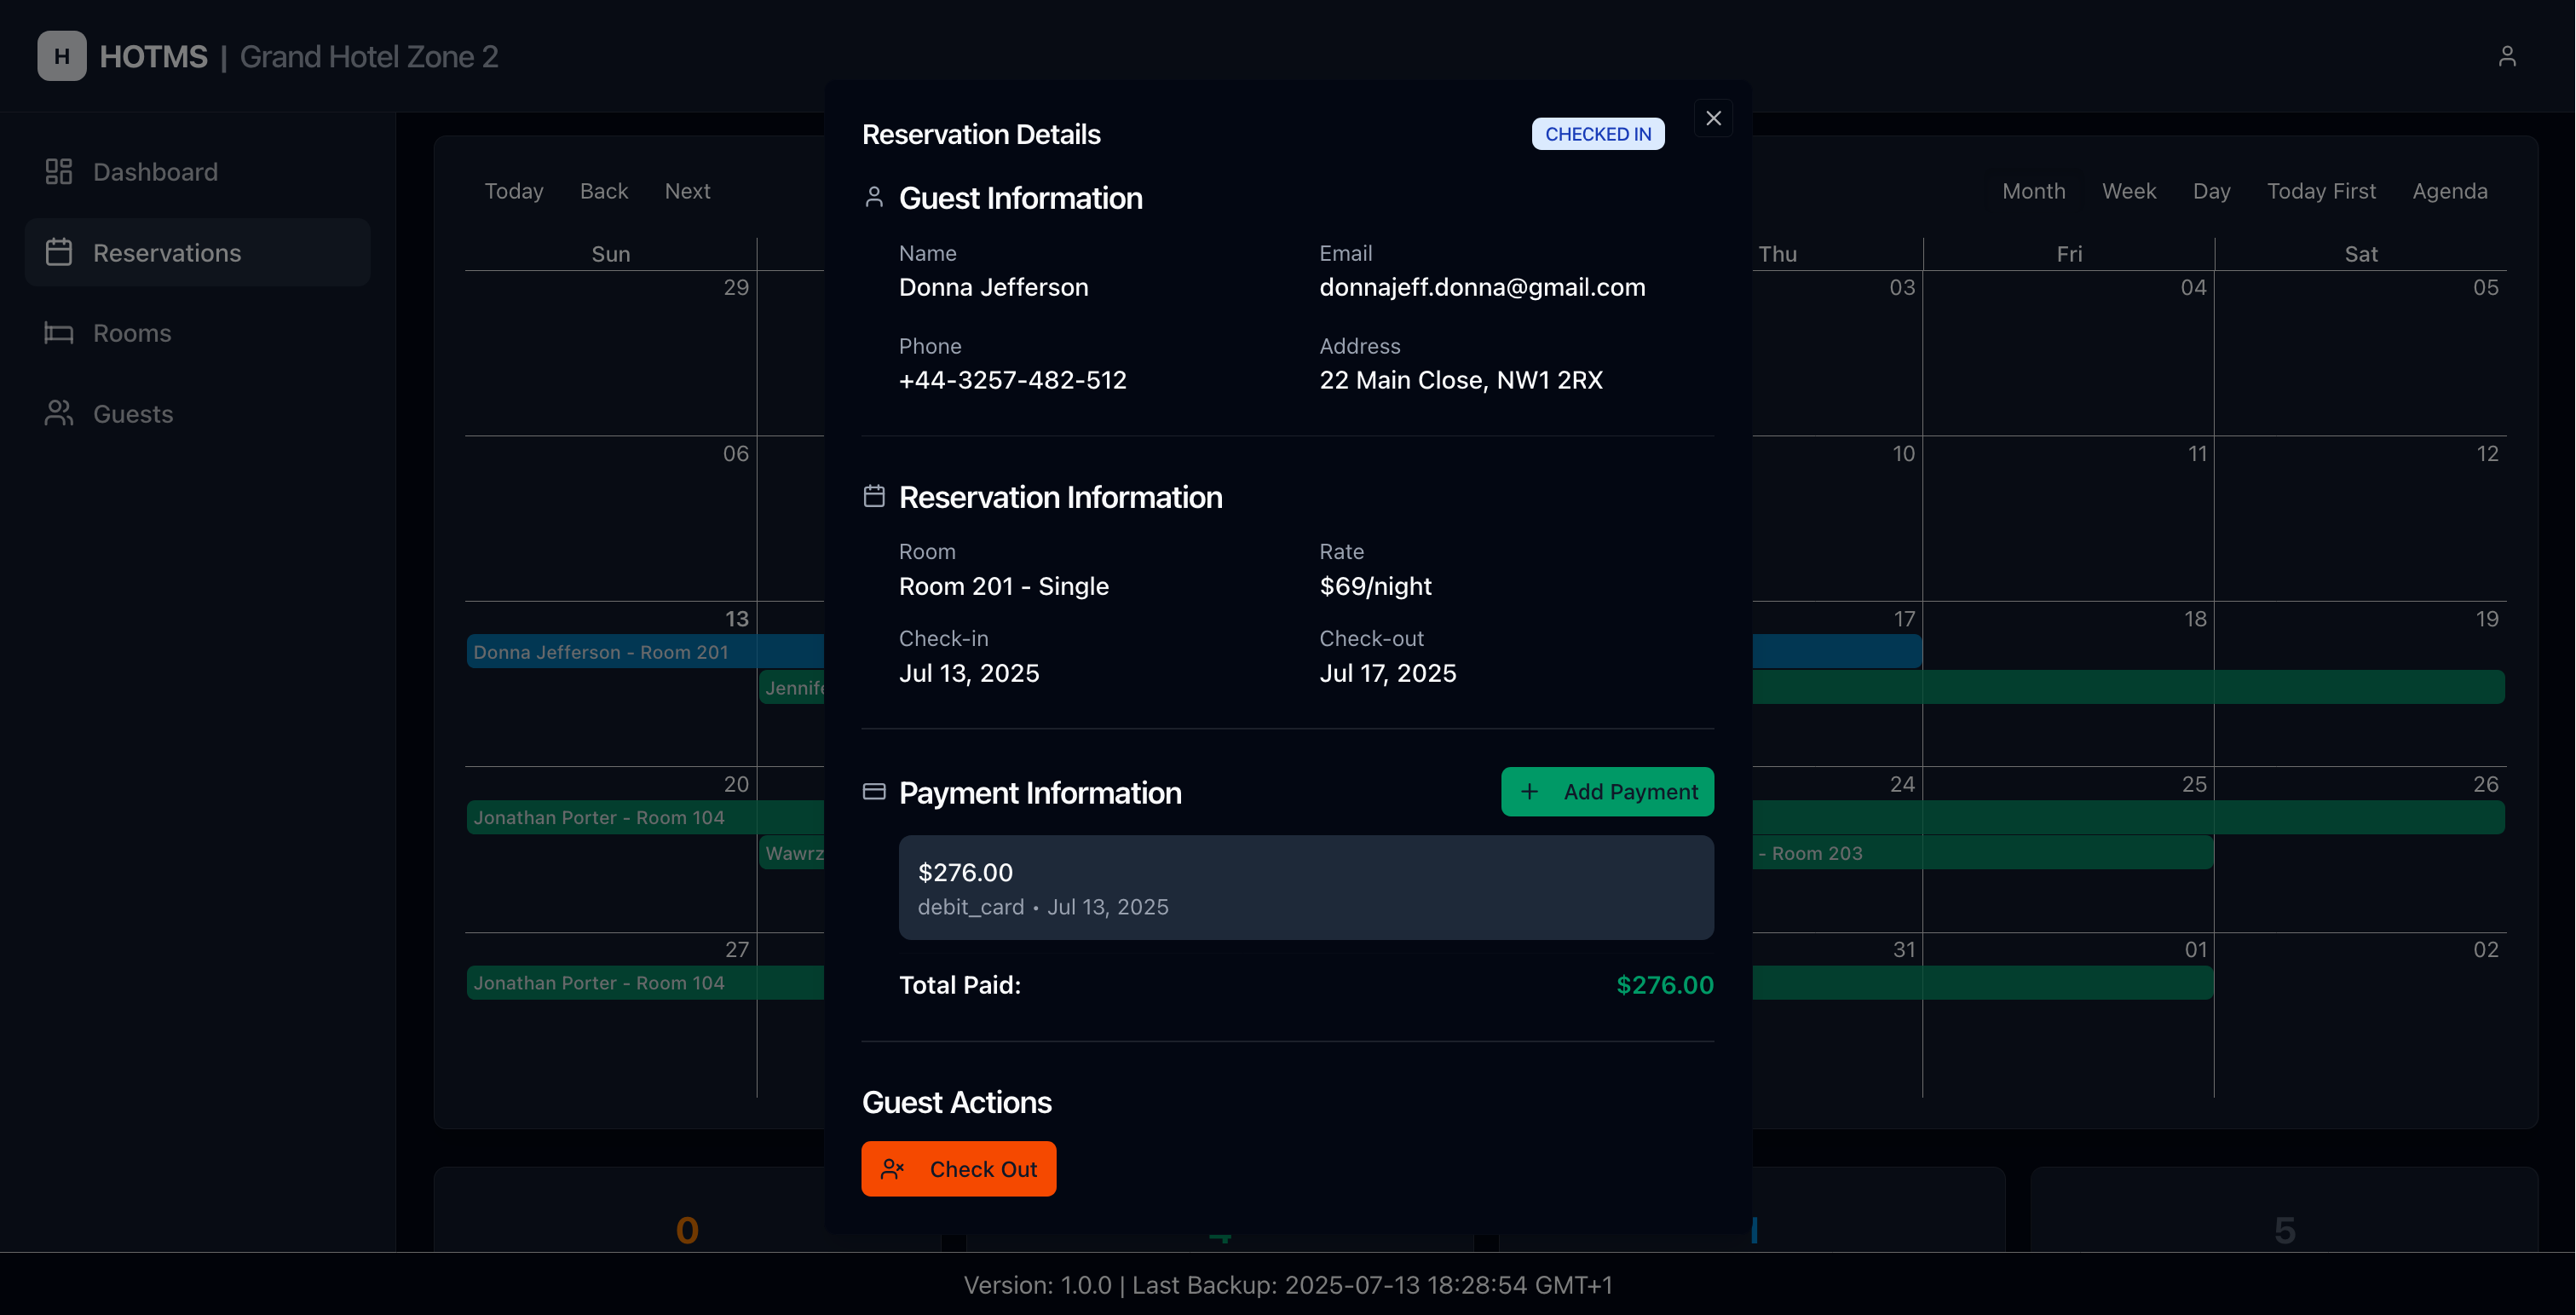 H HOTMS | Grand Hotel Zone 2
Dashboard
Reservations
Rooms
Guests
Today Back Next
Month Week Day Today First Agenda
Sun
Thu Fri Sat
29
03 04 05
06
10 11 12
13
17 18 19
Donna Jefferson - Room 201
20
24 25 26
Jonathan Porter - Room 104
- Room 203
27
31 01 02
Jonathan Porter - Room 104
Reservation Details
CHECKED IN
Guest Information
Name
Donna Jefferson
Email
donnajeff.donna@gmail.com
Phone
+44-3257-482-512
Address
22 Main Close, NW1 2RX
Reservation Information
Room
Room 201 - Single
Rate
$69/night
Check-in
Jul 13, 2025
Check-out
Jul 17, 2025
Payment Information
Add Payment
$276.00
debit_card • Jul 13, 2025
Total Paid:
$276.00
Guest Actions
Check Out
0
5
Version: 1.0.0 | Last Backup: 2025-07-13 18:28:54 GMT+1